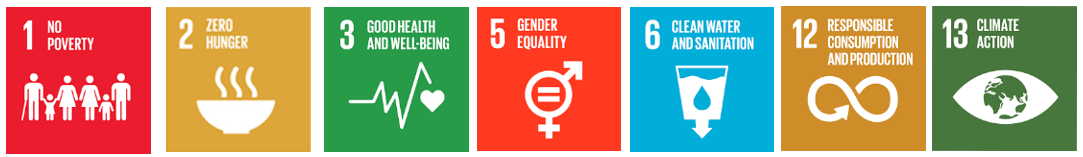 1 NO
POVERTY
2 ZERO
HUNGER
3 GOOD HEALTH
AND WELL-BEING
5 GENDER
EQUALITY
6 CLEAN WATER
AND SANITATION
12 RESPONSIBLE
CONSUMPTION
AND PRODUCTION
13 CLIMATE
ACTION